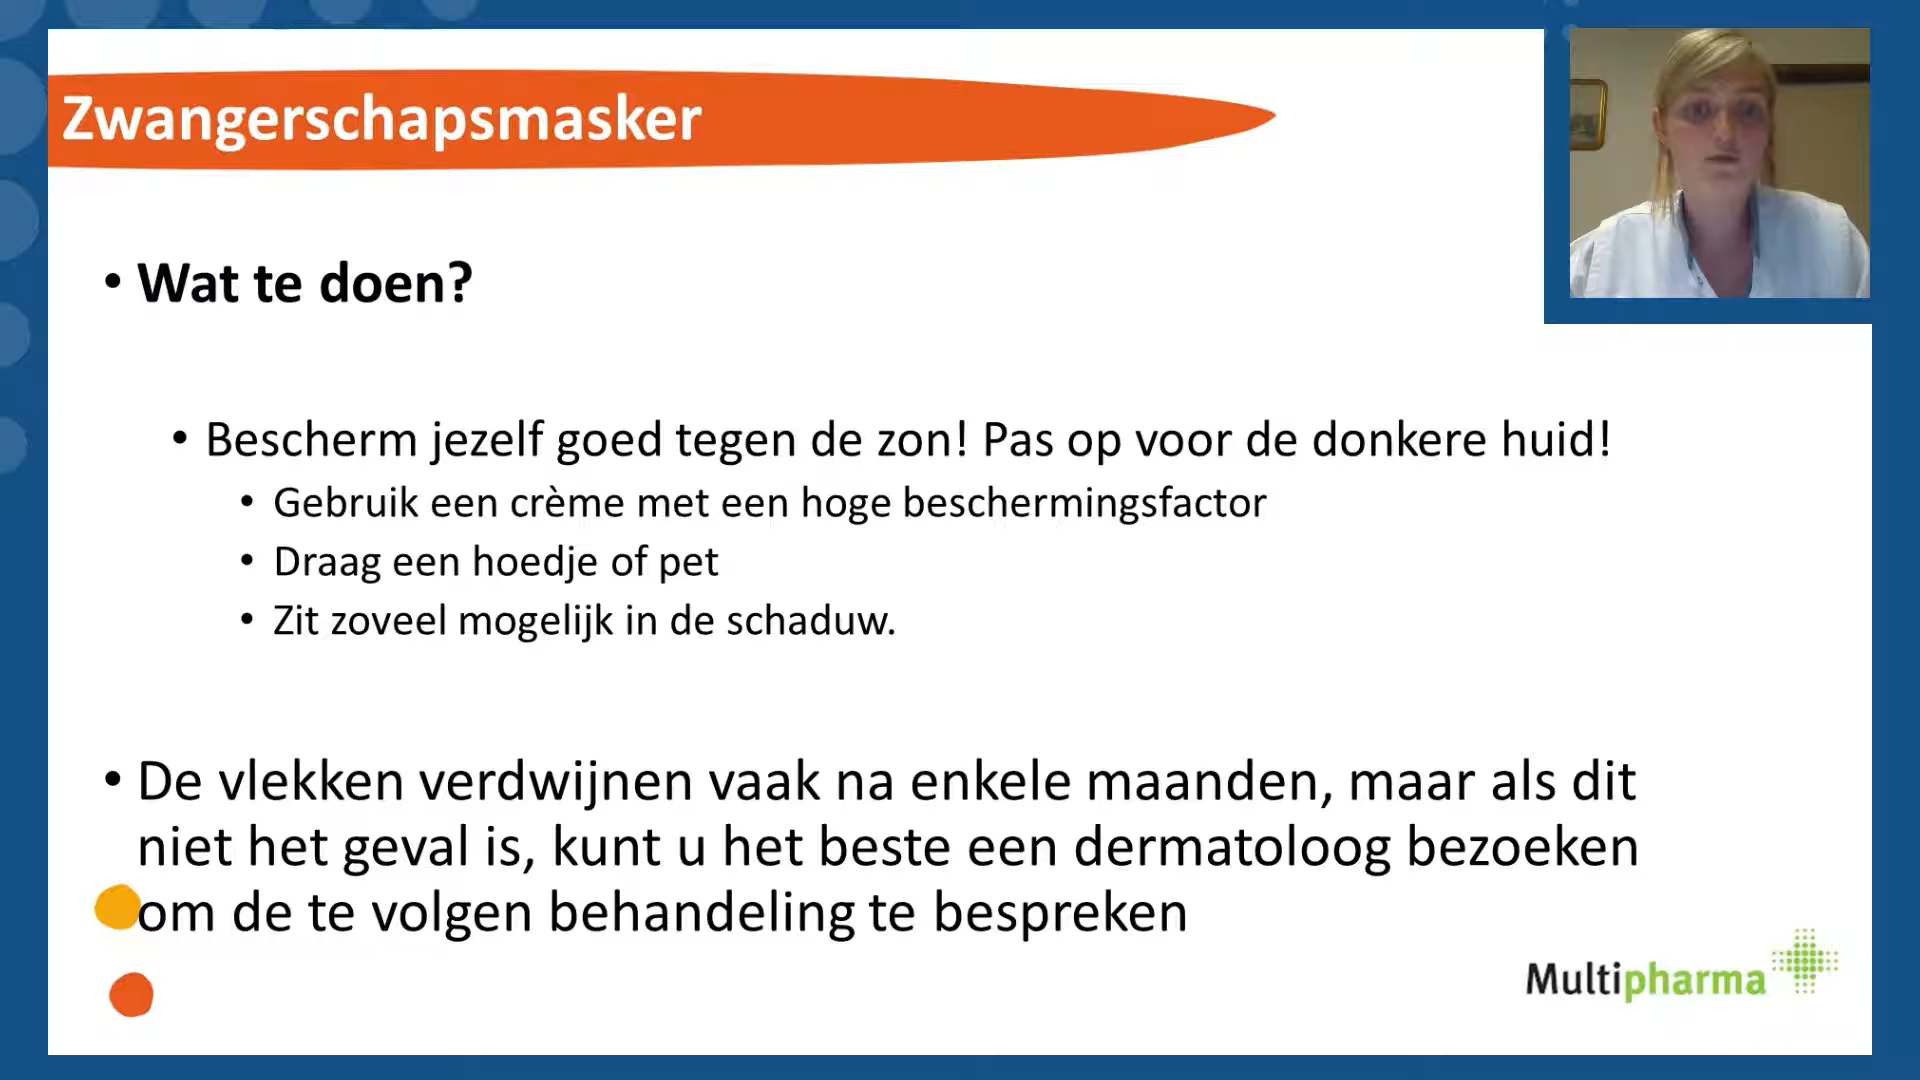 Zwangerschapsmasker
• Wat te doen?
• Bescherm jezelf goed tegen de zon! Pas op voor de donkere huid!
• Gebruik een crème met een hoge beschermingsfactor
• Draag een hoedje of pet
• Zit zoveel mogelijk in de schaduw.
• De vlekken verdwijnen vaak na enkele maanden, maar als dit
niet het geval is, kunt u het beste een dermatoloog bezoeken
om de te volgen behandeling te bespreken
Multipharma